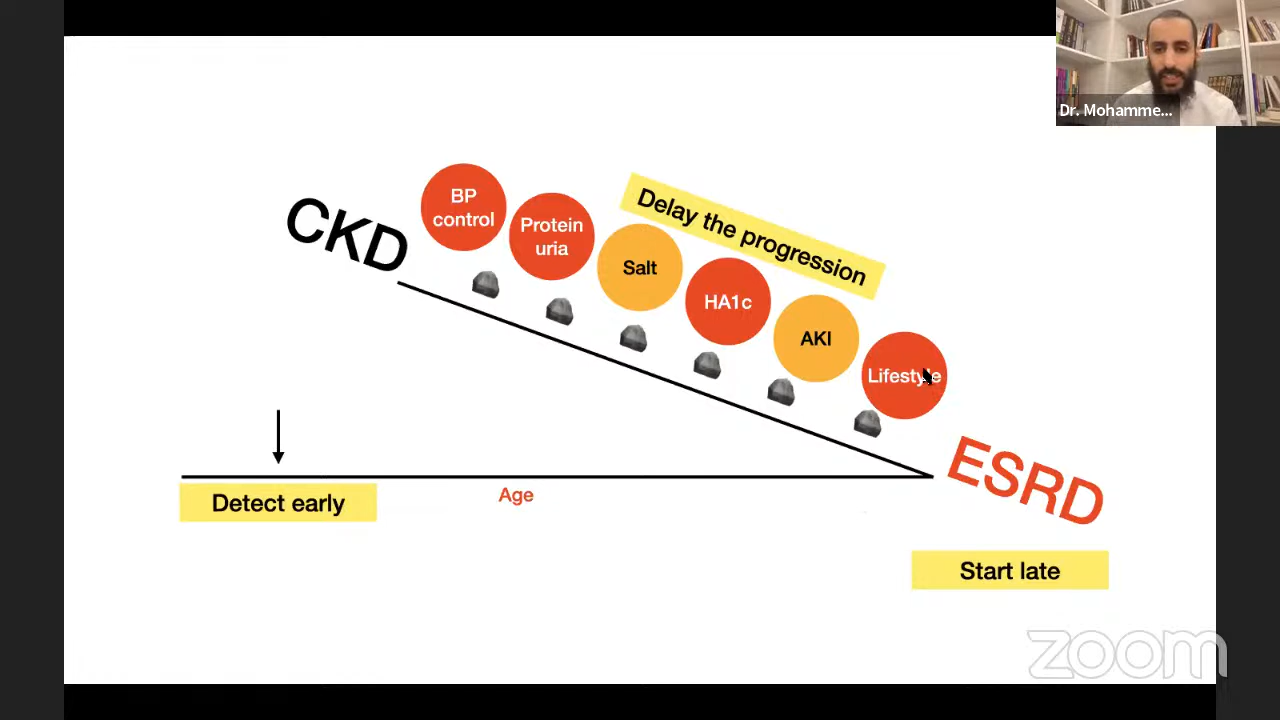 Dr. Mohamme...
CKD
BP
control
Protein
uria
Delay the progression
Salt
HA1c
AKI
Lifestyle
ESRD
Detect early
Age
Start late
zoom